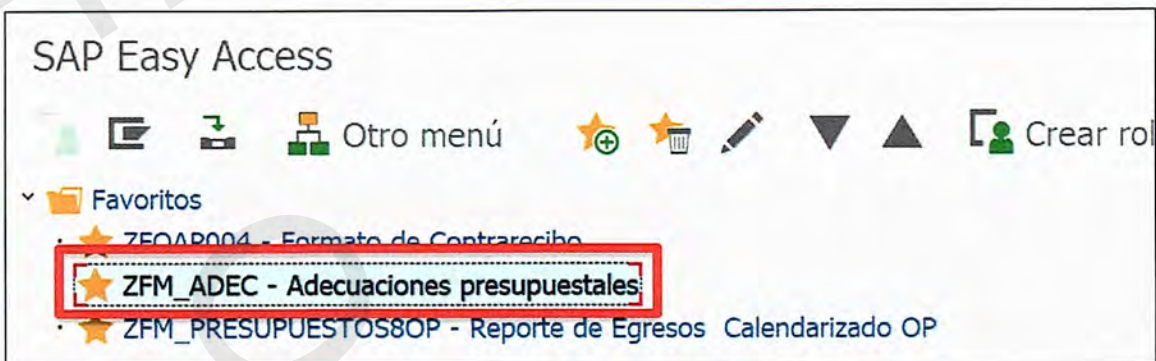 SAP Easy Access
Otro menú Crear rol
Favoritos
ZFOAP004 - Formato de Contrarecibo
ZFM_ADEC - Adecuaciones presupuestales
ZFM_PRESUPUESTOS8OP - Reporte de Egresos Calendarizado OP